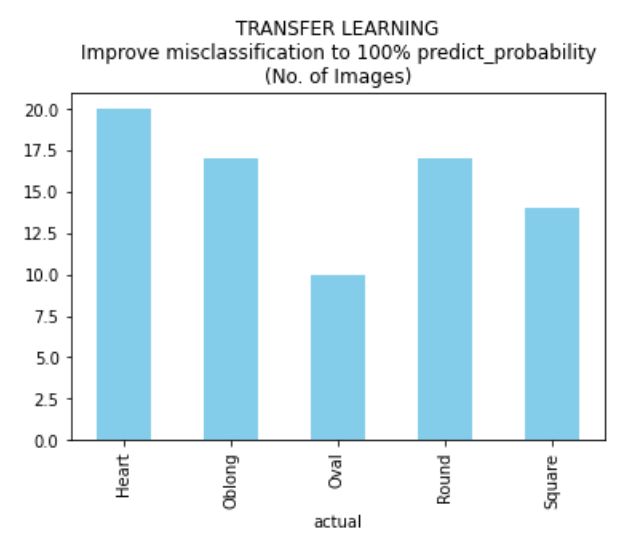 TRANSFER LEARNING
Improve misclassification to 100% predict_probability
(No. of Images)
20.0
17.5
15.0
12.5
10.0
7.5
5.0
2.5
0.0
Heart
Oblong
Oval
Round
Square
actual